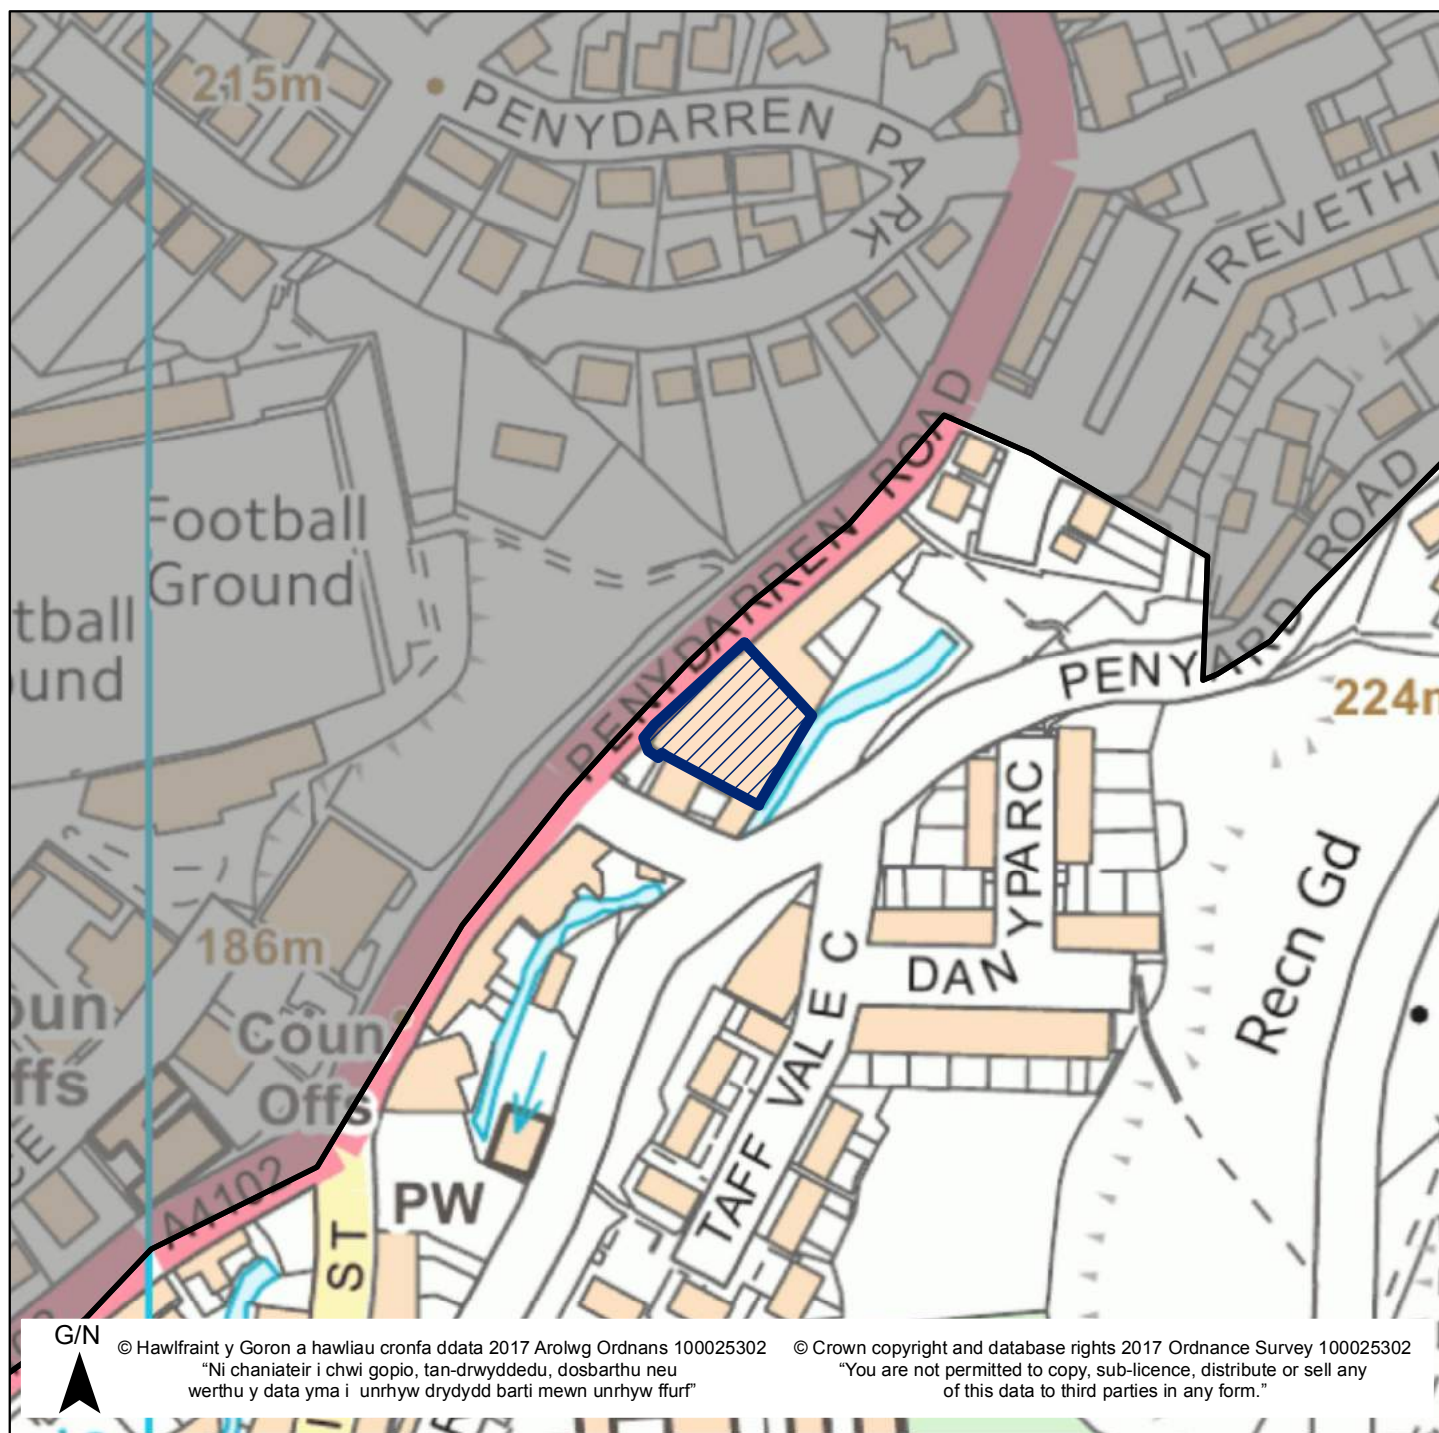 215m
PENYDARREN PARK
TREVETH
PENYDARREN ROAD
Football
Ground
tball
PENYARD ROAD
224m
YPARC
DAN
Recn Gd
186m
Coun
Offs
TAFF VALE C
PW
A4102
ST
G/N
© Hawlfraint y Goron a hawliau cronfa ddata 2017 Arolwg Ordnans 100025302
“Ni chaniateir i chwi gopio, tan-drwyddedu, dosbarthu neu
werthu y data yma i unrhyw drydydd barti mewn unrhyw ffurf”
© Crown copyright and database rights 2017 Ordnance Survey 100025302
“You are not permitted to copy, sub-licence, distribute or sell any
of this data to third parties in any form.”